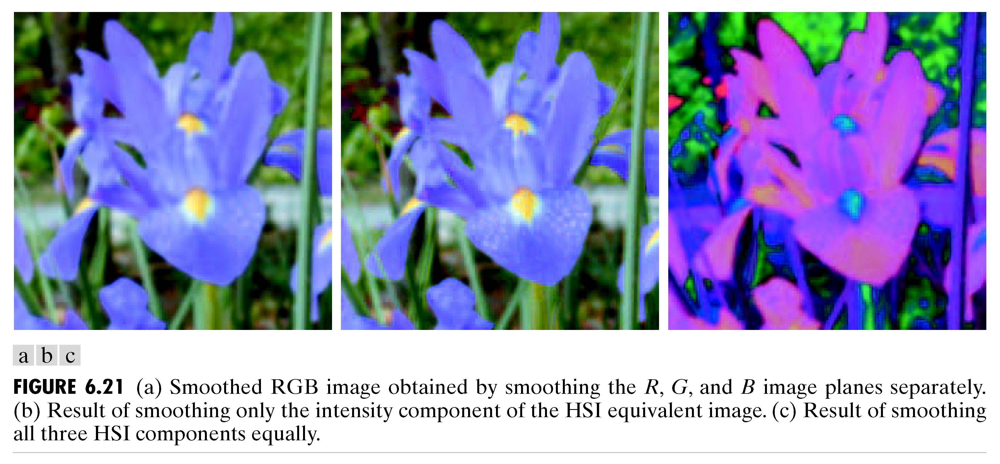 a b c
FIGURE 6.21 (a) Smoothed RGB image obtained by smoothing the R, G, and B image planes separately.
(b) Result of smoothing only the intensity component of the HSI equivalent image. (c) Result of smoothing
all three HSI components equally.